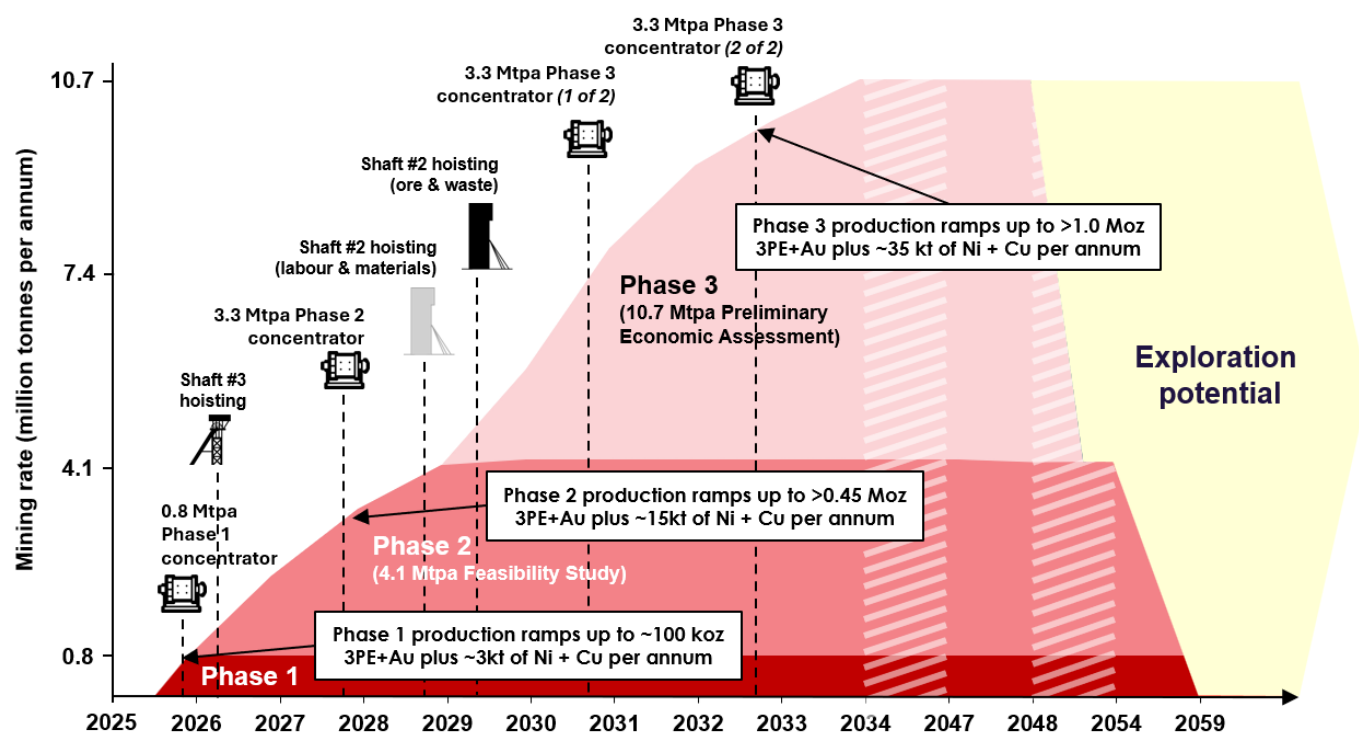 3.3 Mtpa Phase 3
concentrator (2 of 2)
3.3 Mtpa Phase 3
concentrator (1 of 2)
Shaft #2 hoisting
(ore & waste)
Shaft #2 hoisting
(labour & materials)
3.3 Mtpa Phase 2
concentrator
Shaft #3
hoisting
0.8 Mtpa
Phase 1
concentrator
Mining rate (million tonnes per annum)
10.7
7.4
4.1
0.8
Phase 3 production ramps up to >1.0 Moz
3PE+Au plus ~35 kt of Ni + Cu per annum
Phase 3
(10.7 Mtpa Preliminary
Economic Assessment)
Exploration
potential
Phase 2 production ramps up to >0.45 Moz
3PE+Au plus ~15kt of Ni + Cu per annum
Phase 2
(4.1 Mtpa Feasibility Study)
Phase 1 production ramps up to ~100 koz
3PE+Au plus ~3kt of Ni + Cu per annum
Phase 1
2025 2026 2027 2028 2029 2030 2031 2032 2033 2034 2047 2048 2054 2059